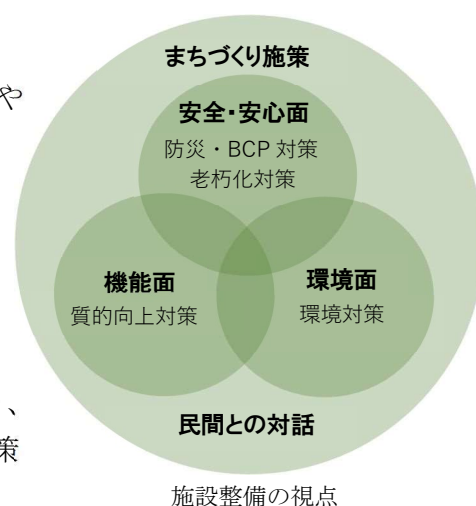 まちづくり施策
や
安全・安心面
防災・BCP 対策
老朽化対策
機能面
質的向上対策
環境面
環境対策
、
民間との対話
策
施設整備の視点